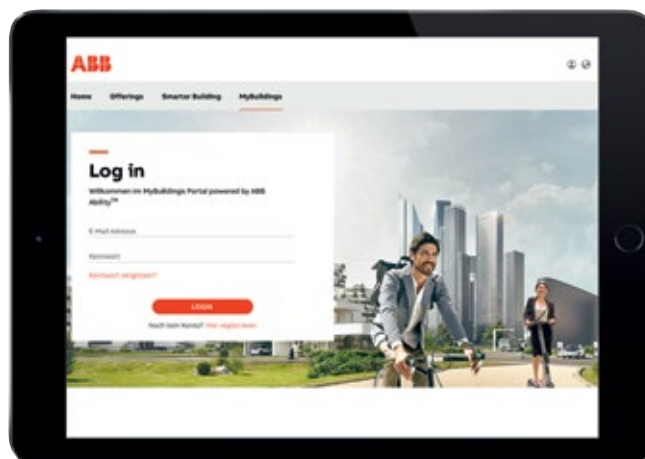 ABB
Home Offerings Smarter Building MyBuildings
Log in
Willkommen im MyBuildings Portal powered by ABB
Ability™
E-Mail Adresse
Kennwort
Kennwort vergessen?
LOGIN
Noch kein Konto? Hier registrieren